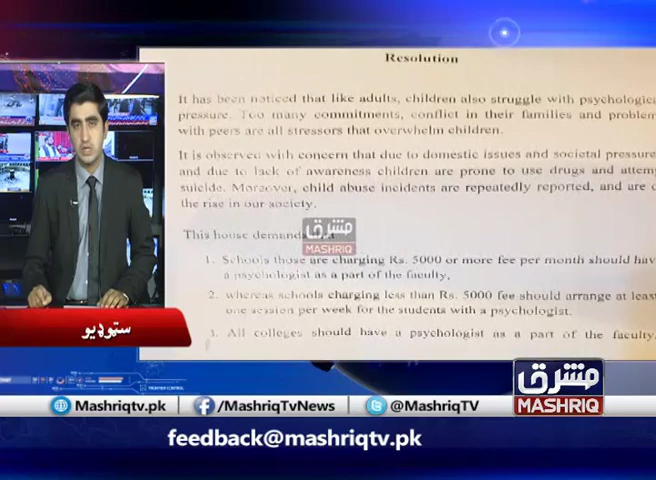 Resolution
It has been noticed that like adults, children also struggle with psychologica
pressure. Too many commitments, conflict in their families and problem
with peers are all stressors that overwhelm children.
It is observed with concern that due to domestic issues and societal pressure
and due to lack of awareness children are prone to use drugs and attemp
suicide. Moreover, child abuse incidents are repeatedly reported, and are o
the rise in our society.
مشرق
MASHRIQ
This house demands
1. Schools those are charging Rs. 5000 or more fee per month should hav
a psychologist as a part of the faculty,
2. whereas schools charging less than Rs. 5000 fee should arrange at least
one session per week for the students with a psychologist.
3. All colleges should have a psychologist as a part of the faculty.
سټوډیو
مشرق
MASHRIQ
Mashriqtv.pk
/MashriqTvNews
@MashriqTV
feedback@mashriqtv.pk